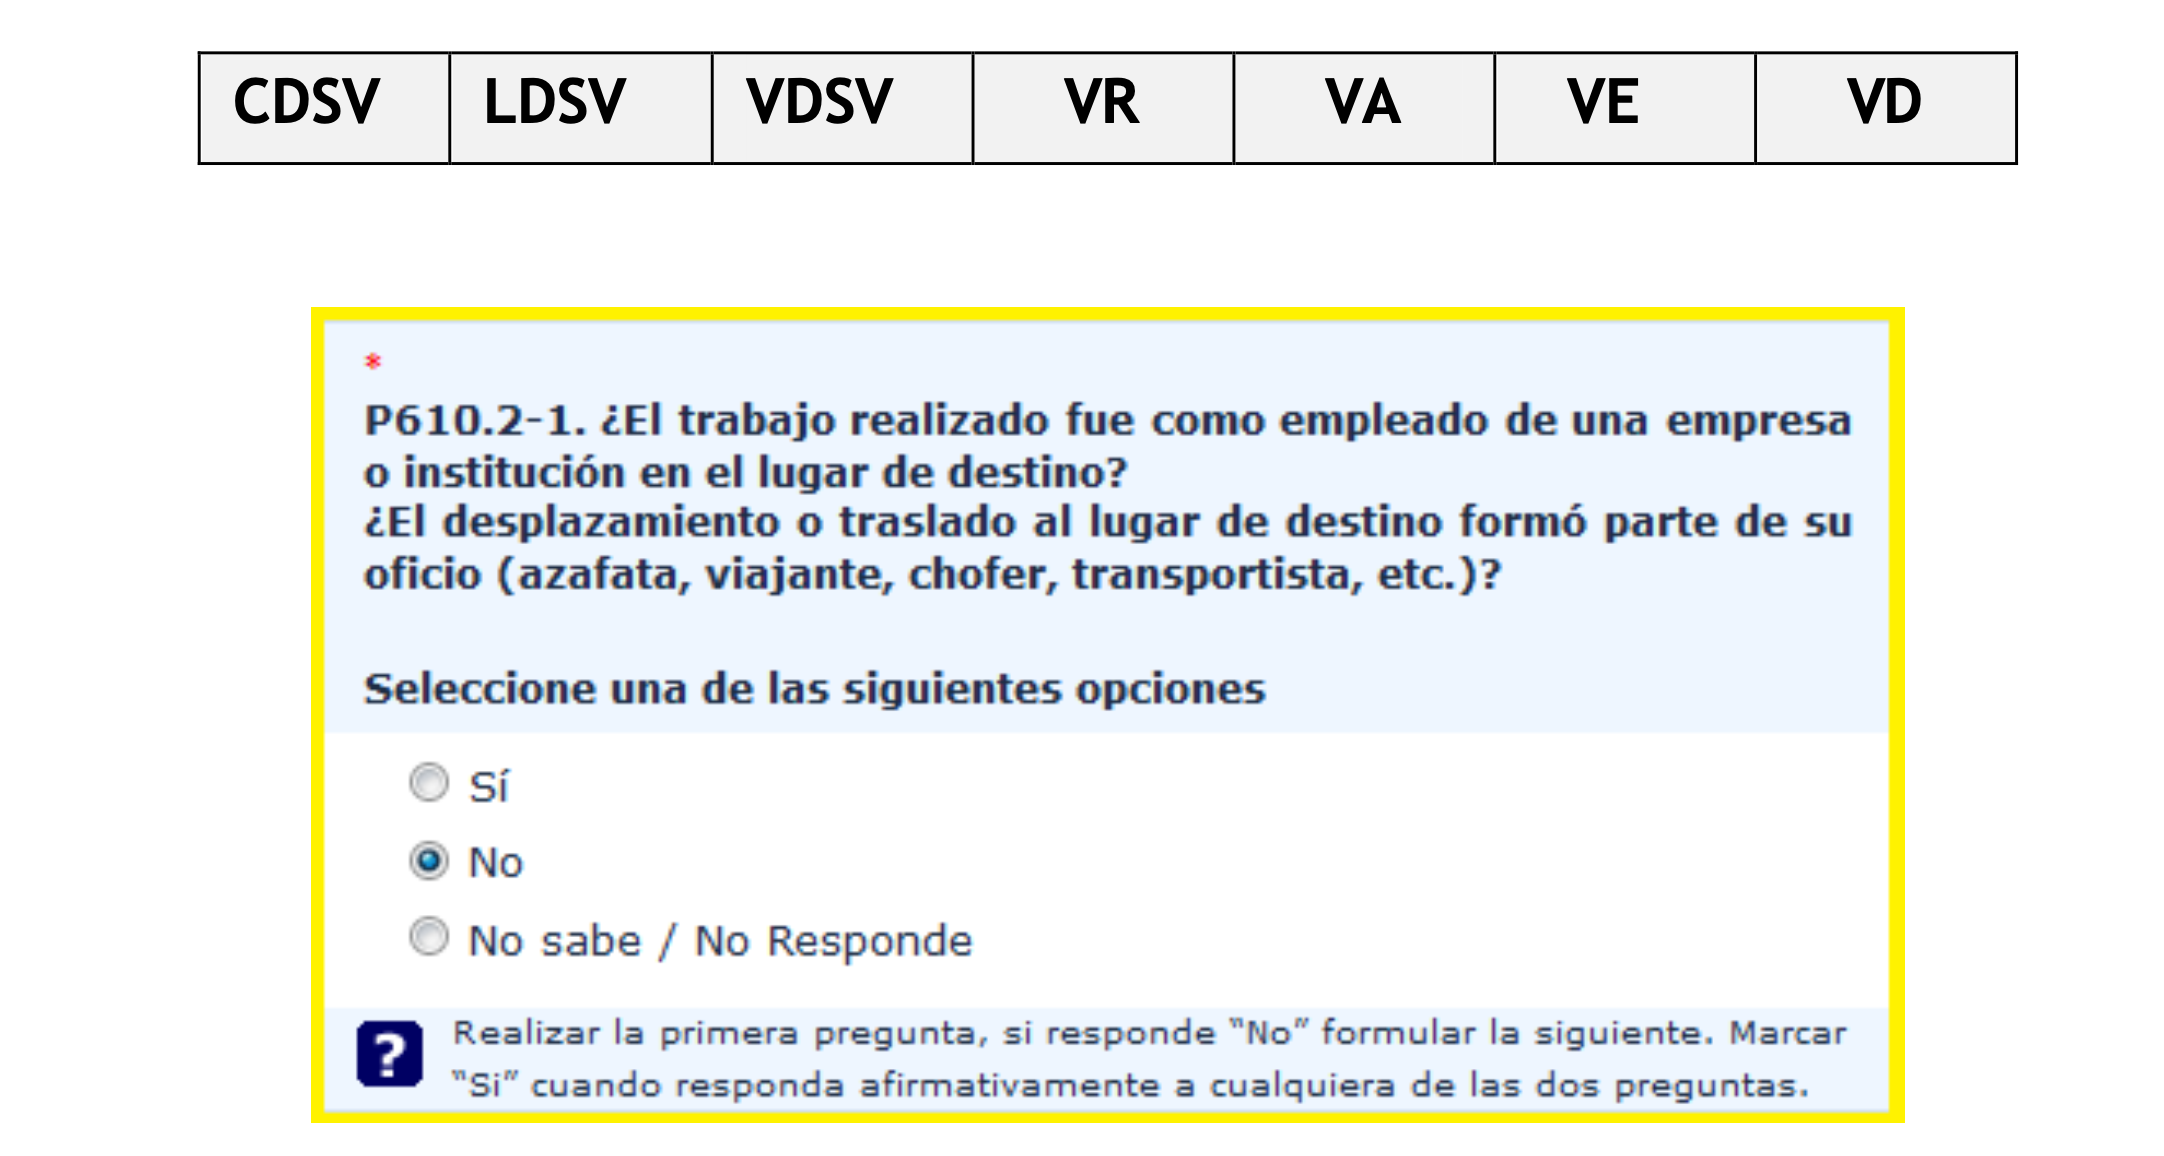 CDSV LDSV VDSV VR VA VE VD
*
P610.2-1. ¿El trabajo realizado fue como empleado de una empresa
o institución en el lugar de destino?
¿El desplazamiento o traslado al lugar de destino formó parte de su
oficio (azafata, viajante, chofer, transportista, etc.)?
Seleccione una de las siguientes opciones
Sí
No
No sabe / No Responde
? Realizar la primera pregunta, si responde “No” formular la siguiente. Marcar
“Si” cuando responda afirmativamente a cualquiera de las dos preguntas.